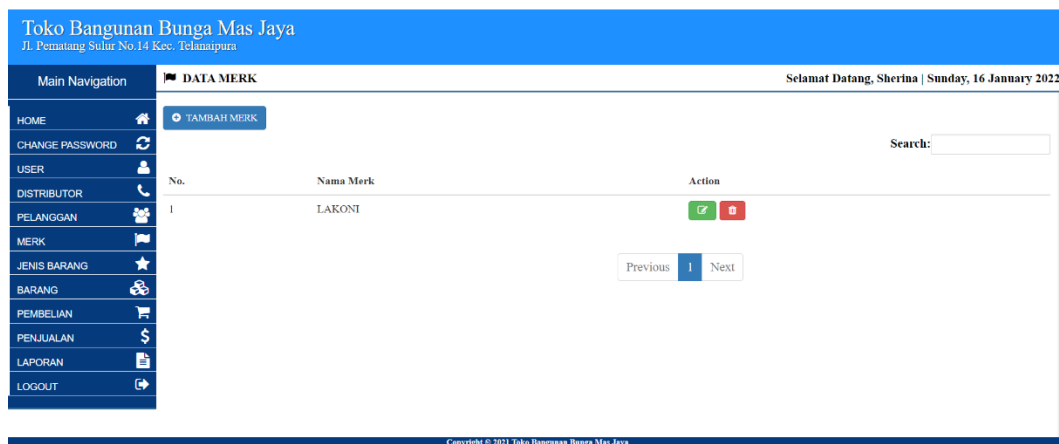 Toko Bangunan Bunga Mas Jaya
Jl. Pematang Sulur No.14 Kec. Telanaipura
Main Navigation
DATA MERK
Selamat Datang, Sherina | Sunday, 16 January 2022
HOME
CHANGE PASSWORD
USER
DISTRIBUTOR
PELANGGAN
MERK
JENIS BARANG
BARANG
PEMBELIAN
PENJUALAN
LAPORAN
LOGOUT
TAMBAH MERK
Search:
No. Nama Merk Action
1 LAKONI
Previous 1 Next
Copyright © 2021 Toko Bangunan Bunga Mas Jaya